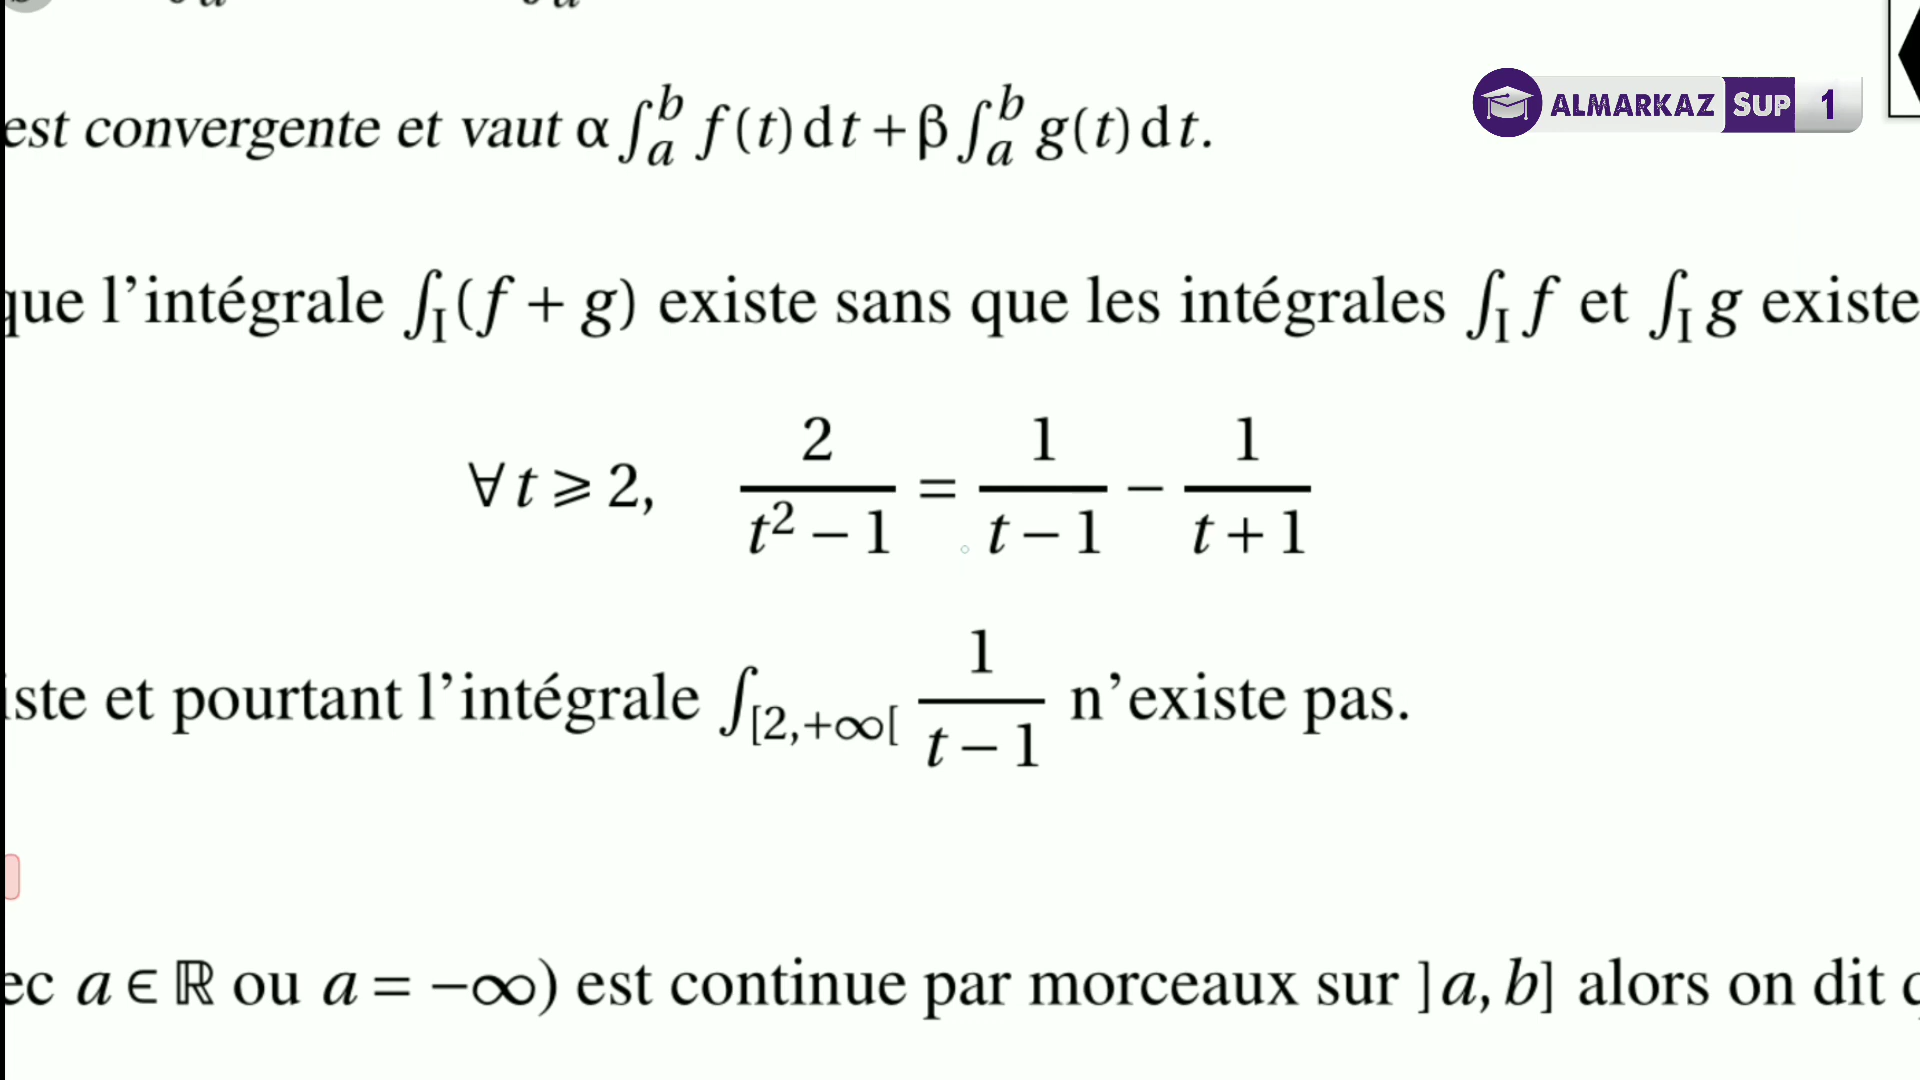 est convergente et vaut α ∫_a^b f(t) dt + β ∫_a^b g(t) dt.
ALMARKAZ SUP 1
que l'intégrale ∫_I (f + g) existe sans que les intégrales ∫_I f et ∫_I g existe
∀ t ⩾ 2, 2/(t² − 1) = 1/(t − 1) − 1/(t + 1)
iste et pourtant l'intégrale ∫_[2,+∞[ 1/(t − 1) n'existe pas.
ec a ∈ ℝ ou a = −∞) est continue par morceaux sur ]a, b] alors on dit